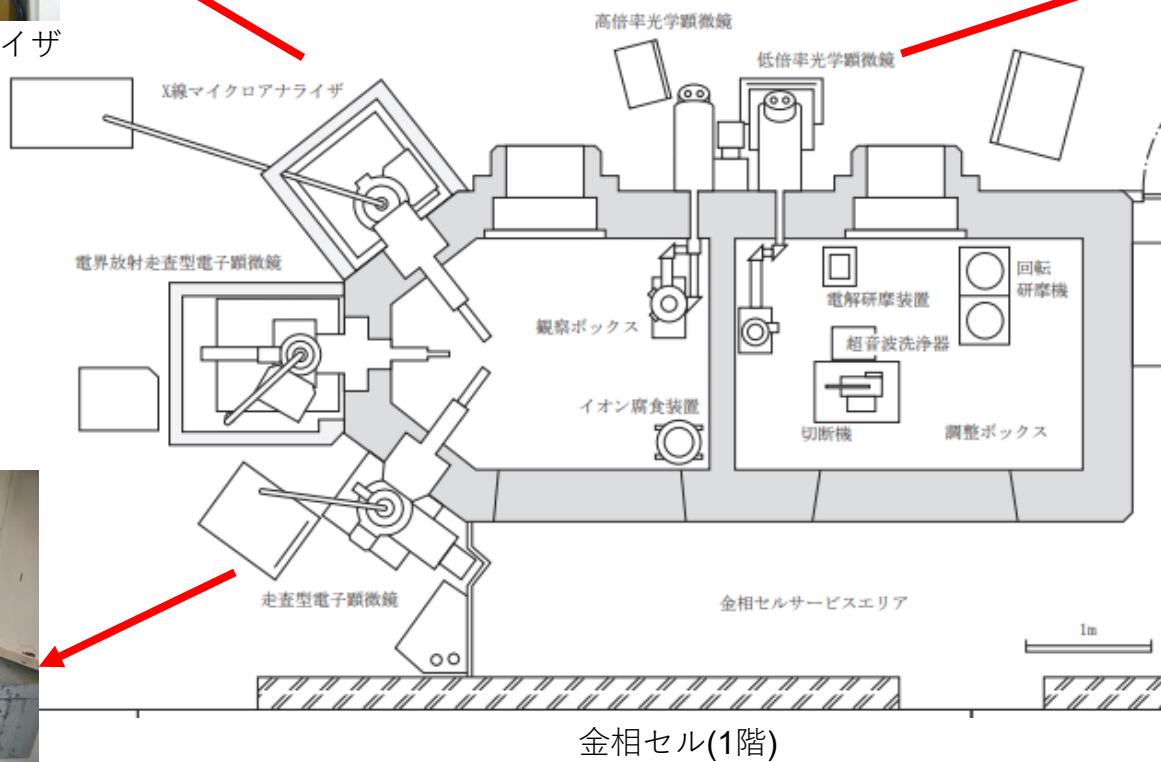 イザ
高倍率光学顕微鏡
低倍率光学顕微鏡
X線マイクロアナライザ
電界放射走査型電子顕微鏡
回転
研摩機
電解研摩装置
観察ボックス
超音波洗浄器
イオン腐食装置
切断機
調整ボックス
走査型電子顕微鏡
金相セルサービスエリア
1m
金相セル(1階)